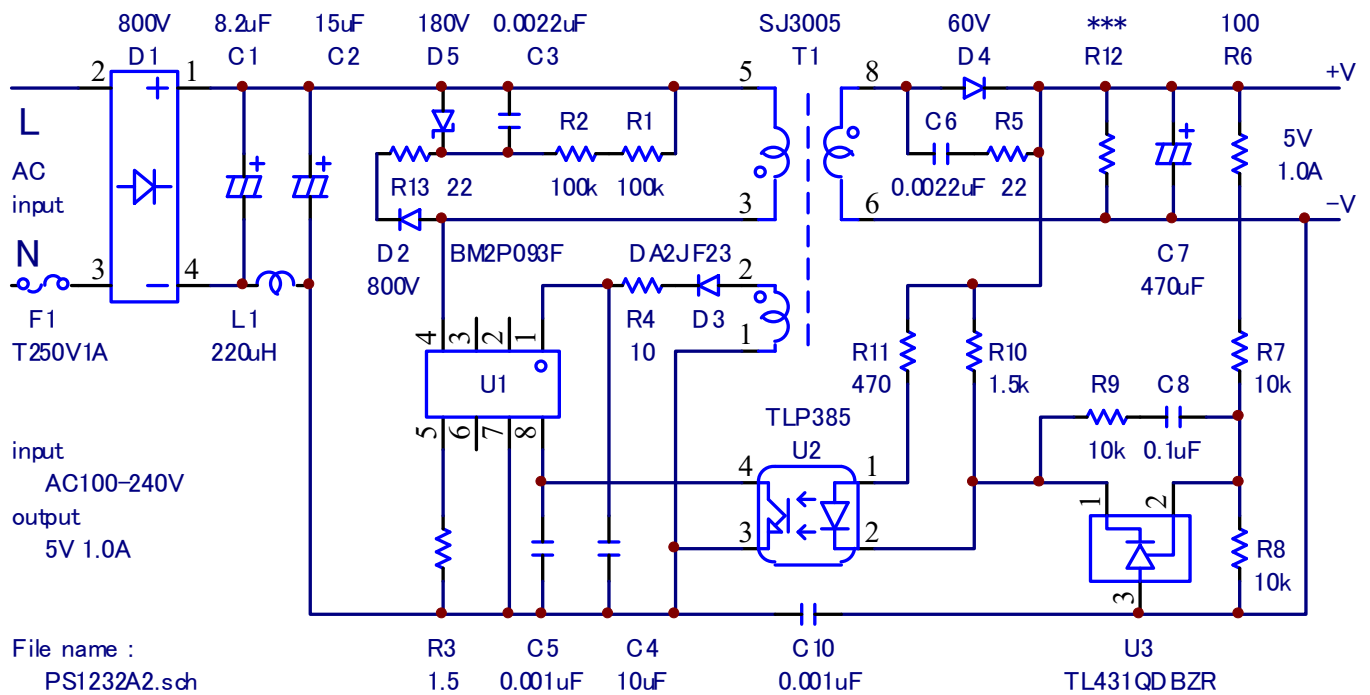 800V 8.2uF 15uF 180V 0.0022uF SJ3005 60V *** 100
D1 C1 C2 D5 C3 T1 D4 R12 R6
2 1 5 8 +V
+
L R2 R1 C6 R5 5V
AC 1.0A
input R13 22 100k 100k 0.0022uF 22
3 6 -V
N D2 BM2P093F DA2JF23 C7
3 4 800V 2 470uF
−
F1 L1 R4 D3
T250V1A 220uH 4 3 2 1 10 1 R11 R10 R7
U1 470 1.5k R9 C8 10k
TLP385
5 6 7 8 U2 10k 0.1uF
input 4 1
AC100-240V 1 2
output
5V 1.0A 3 2 R8
10k
3
File name : R3 C5 C4 C10 U3
PS1232A2.sch 1.5 0.001uF 10uF 0.001uF TL431QDBZR